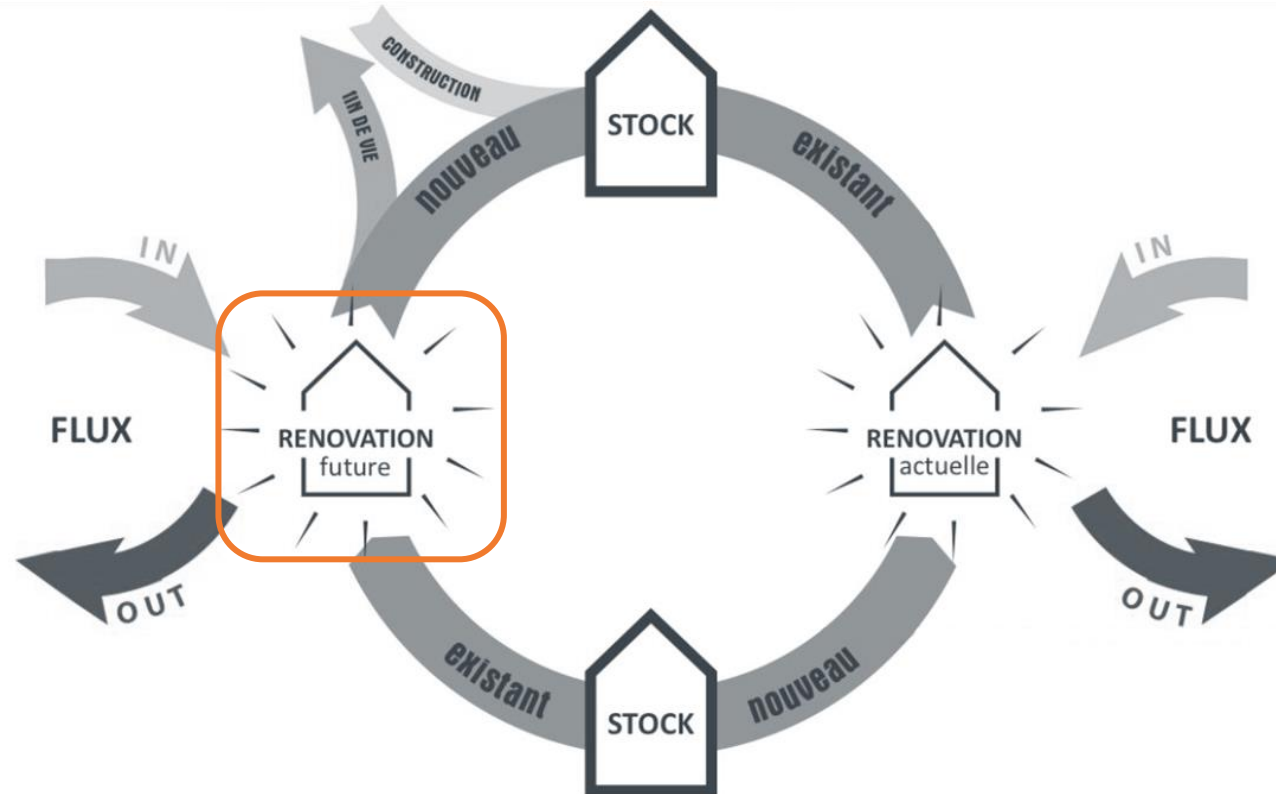 CONSTRUCTION
FIN DE VIE
STOCK
nouveau
existant
IN
IN
FLUX
RENOVATION
future
RENOVATION
actuelle
FLUX
OUT
OUT
existant
STOCK
nouveau